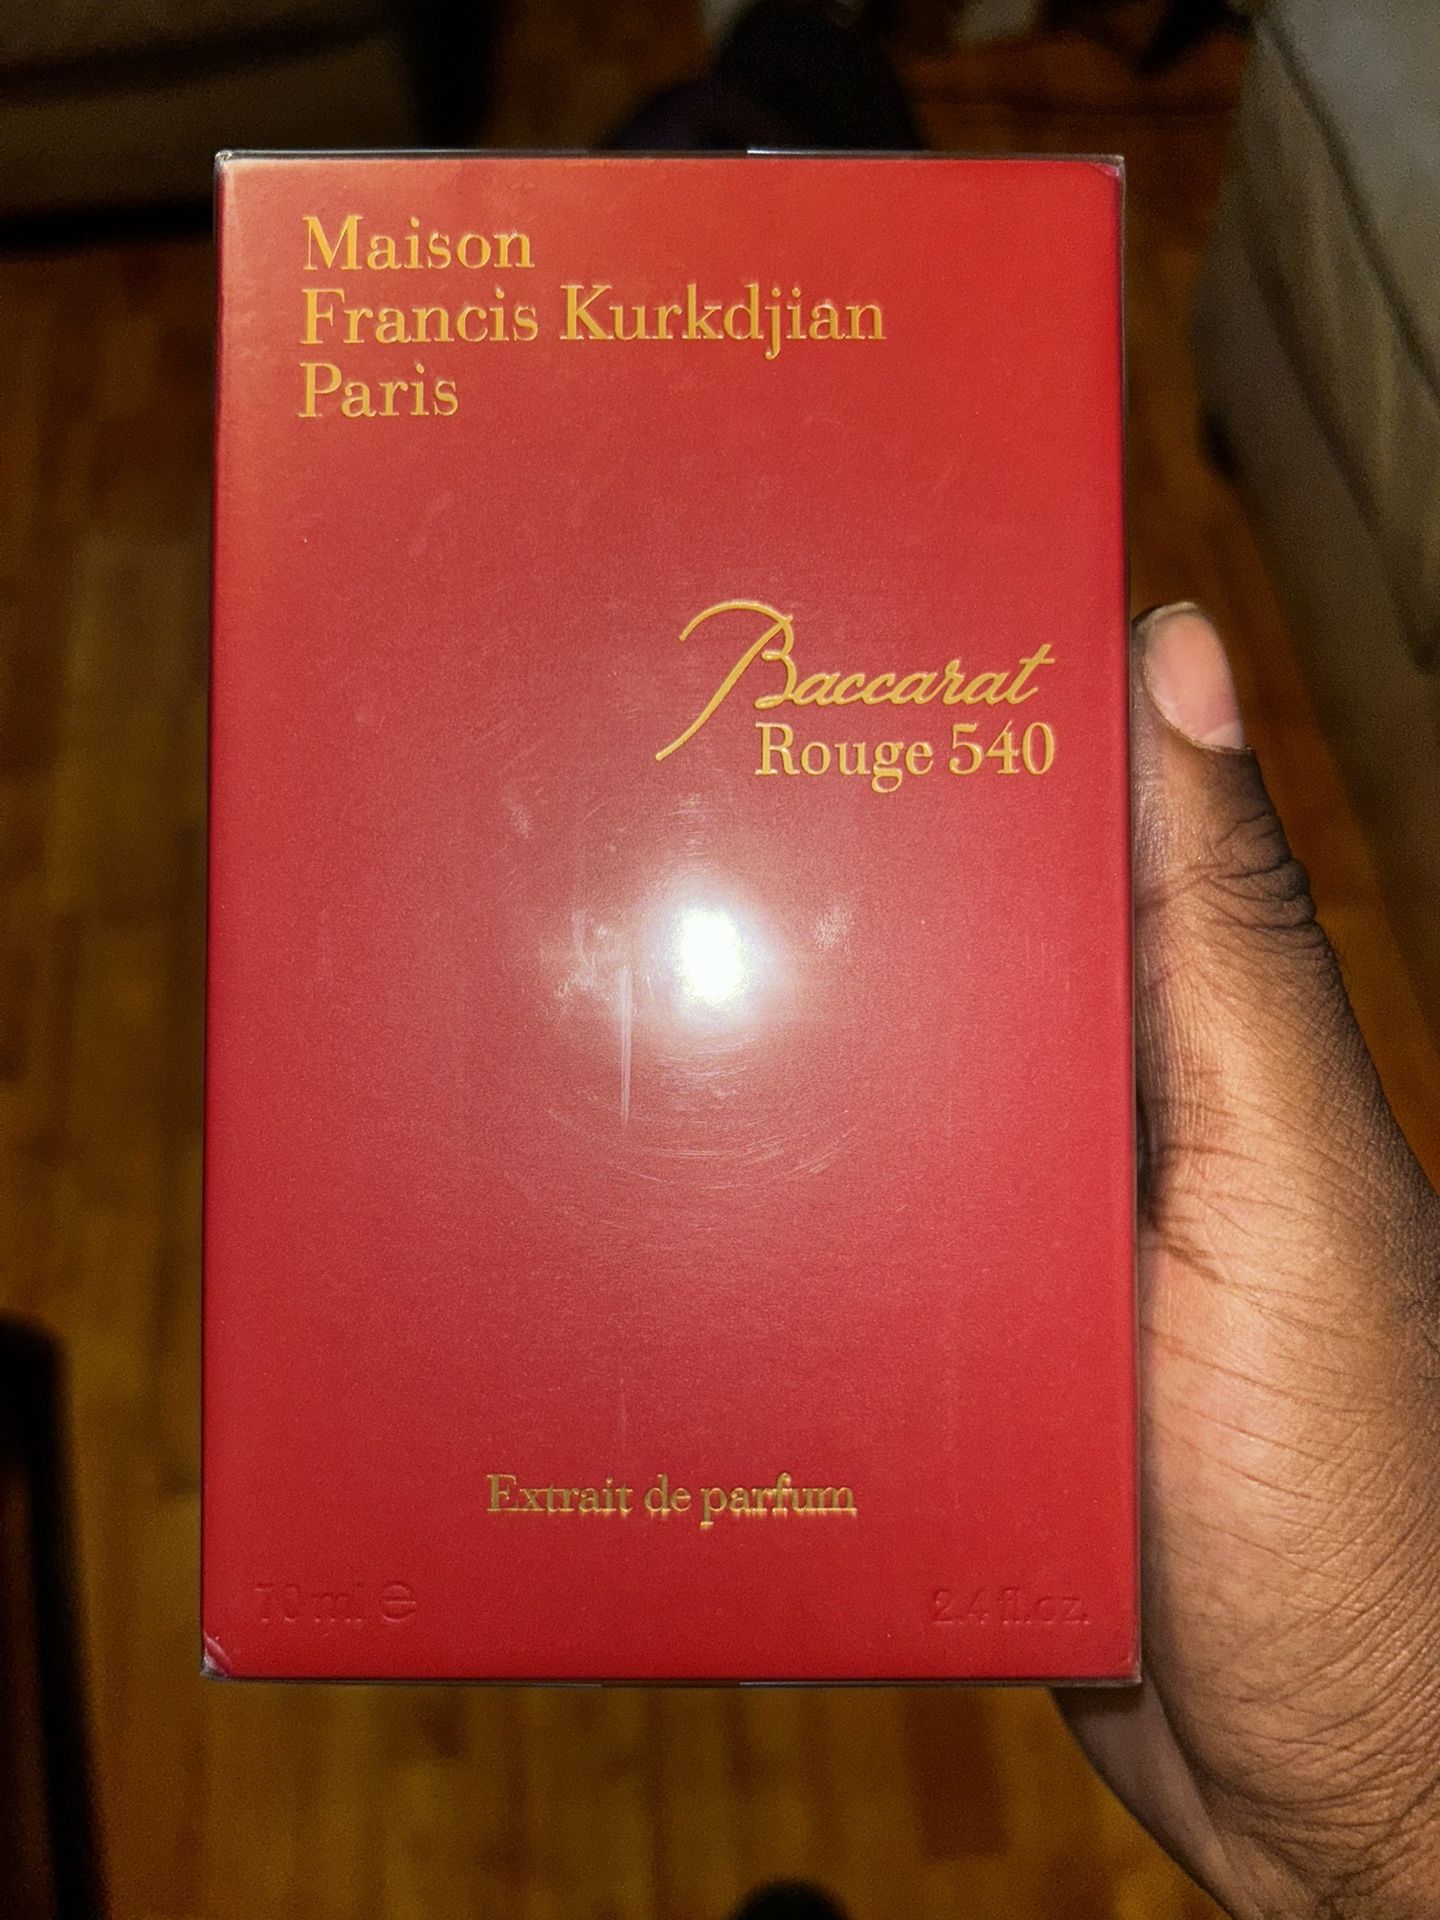 Maison
Francis Kurkdjian
Paris
Baccarat
Rouge 540
Extrait de parfum
70 ml ℮
2.4 fl.oz.